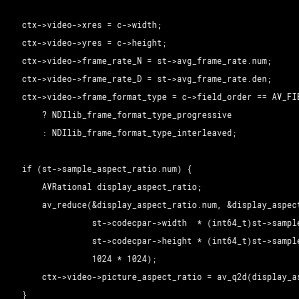 ctx->video->xres = c->width;
ctx->video->yres = c->height;
ctx->video->frame_rate_N = st->avg_frame_rate.num;
ctx->video->frame_rate_D = st->avg_frame_rate.den;
ctx->video->frame_format_type = c->field_order == AV_FIE
? NDIlib_frame_format_type_progressive
: NDIlib_frame_format_type_interleaved;
if (st->sample_aspect_ratio.num) {
AVRational display_aspect_ratio;
av_reduce(&display_aspect_ratio.num, &display_aspect
st->codecpar->width * (int64_t)st->sampl
st->codecpar->height * (int64_t)st->sampl
1024 * 1024);
ctx->video->picture_aspect_ratio = av_q2d(display_as
}